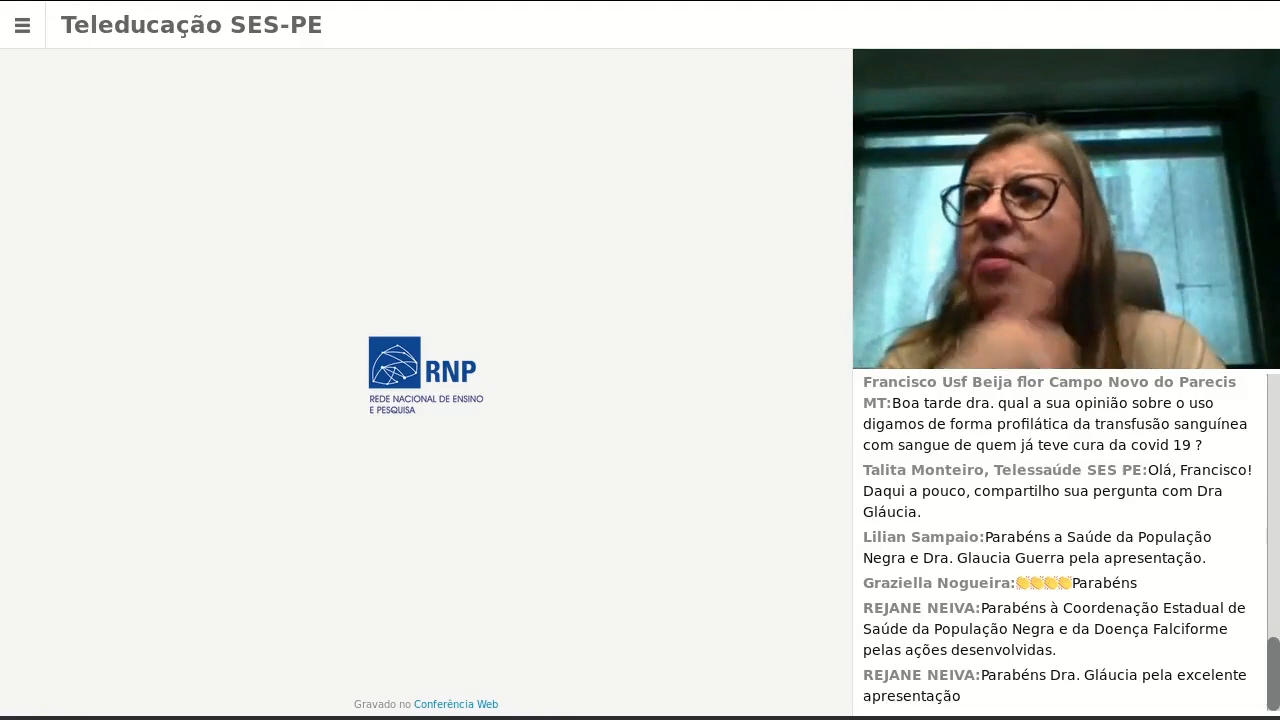 Teleducação SES-PE
RNP
REDE NACIONAL DE ENSINO
E PESQUISA
Gravado no Conferência Web
Francisco Usf Beija flor Campo Novo do Parecis
MT:Boa tarde dra. qual a sua opinião sobre o uso
digamos de forma profilática da transfusão sanguínea
com sangue de quem já teve cura da covid 19 ?
Talita Monteiro, Telessaúde SES PE:Olá, Francisco!
Daqui a pouco, compartilho sua pergunta com Dra
Gláucia.
Lilian Sampaio:Parabéns a Saúde da População
Negra e Dra. Glaucia Guerra pela apresentação.
Graziella Nogueira:👏👏👏👏Parabéns
REJANE NEIVA:Parabéns à Coordenação Estadual de
Saúde da População Negra e da Doença Falciforme
pelas ações desenvolvidas.
REJANE NEIVA:Parabéns Dra. Gláucia pela excelente
apresentação